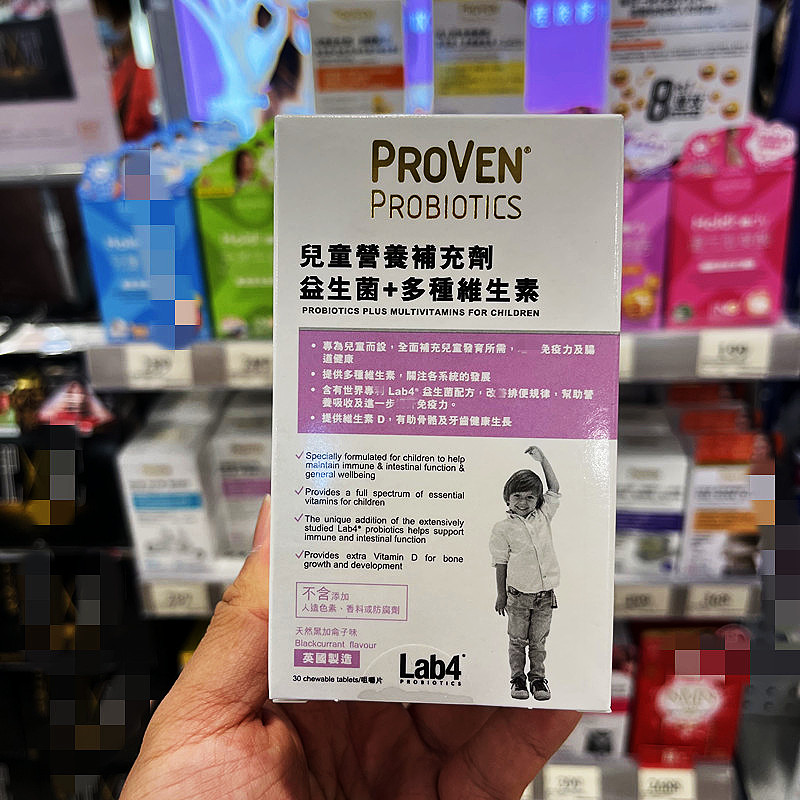 PROVEN®
PROBIOTICS
兒童營養補充劑
益生菌+多種維生素
PROBIOTICS PLUS MULTIVITAMINS FOR CHILDREN
• 專為兒童而設，全面補充兒童發育所需， 免疫力及腸
道健康
• 提供多種維生素，關注各系統的發展
• 含有世界專 Lab4® 益生菌配方，改 排便規律，幫助營
養吸收及進一步 免疫力。
• 提供維生素 D，有助骨骼及牙齒健康生長
✓ Specially formulated for children to help
maintain immune & intestinal function &
general wellbeing
✓ Provides a full spectrum of essential
vitamins for children
✓ The unique addition of the extensively
studied Lab4® probiotics helps support
immune and intestinal function
✓ Provides extra Vitamin D for bone
growth and development
不含添加
人造色素、香料或防腐劑
天然黑加侖子味
Blackcurrant flavour
英國製造
30 chewable tablets/咀嚼片
Lab4®
PROBIOTICS